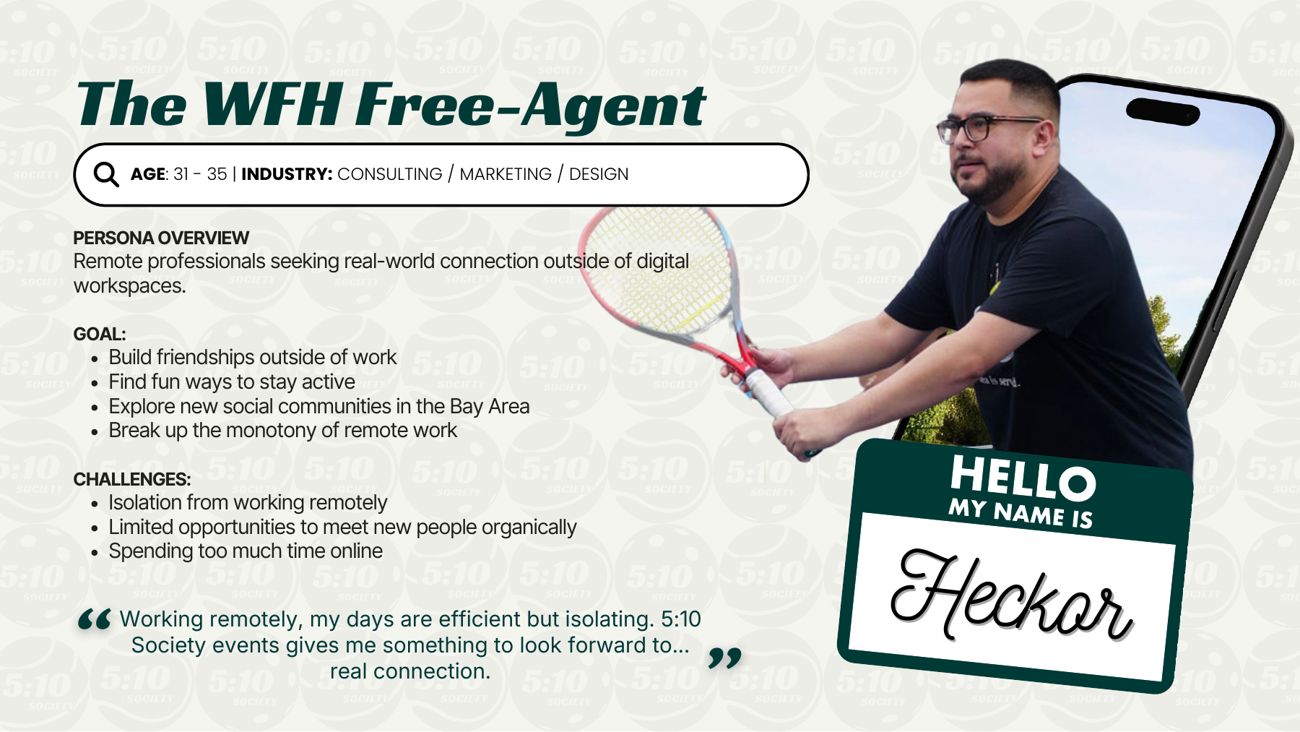 The WFH Free-Agent
AGE: 31 - 35 | INDUSTRY: CONSULTING / MARKETING / DESIGN
PERSONA OVERVIEW
Remote professionals seeking real-world connection outside of digital
workspaces.
GOAL:
• Build friendships outside of work
• Find fun ways to stay active
• Explore new social communities in the Bay Area
• Break up the monotony of remote work
CHALLENGES:
• Isolation from working remotely
• Limited opportunities to meet new people organically
• Spending too much time online
“ Working remotely, my days are efficient but isolating. 5:10
Society events gives me something to look forward to...
real connection. ”
HELLO
MY NAME IS
Heckor
5:10
SOCIETY